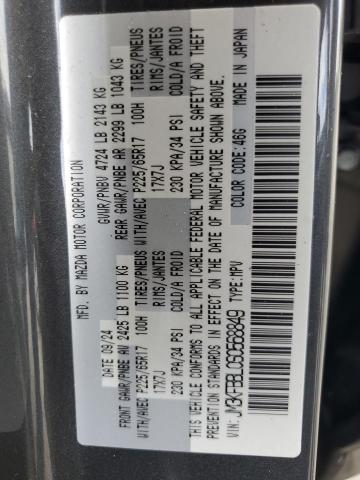 MFD. BY MAZDA MOTOR CORPORATION
DATE 09/24 GVWR/PNBV 4724 LB 2143 KG
FRONT GAWR/PNBE AV 2425 LB 1100 KG REAR GAWR/PNBE AR 2299 LB 1043 KG
WITH/AVEC P225/65R17 100H TIRES/PNEUS WITH/AVEC P225/65R17 100H TIRES/PNEUS
17X7J RIMS/JANTES 17X7J RIMS/JANTES
230 KPA/34 PSI COLD/A FROID 230 KPA/34 PSI COLD/A FROID
THIS VEHICLE CONFORMS TO ALL APPLICABLE FEDERAL MOTOR VEHICLE SAFETY AND THEFT
PREVENTION STANDARDS IN EFFECT ON THE DATE OF MANUFACTURE SHOWN ABOVE.
TYPE: MPV COLOR CODE: 46G MADE IN JAPAN